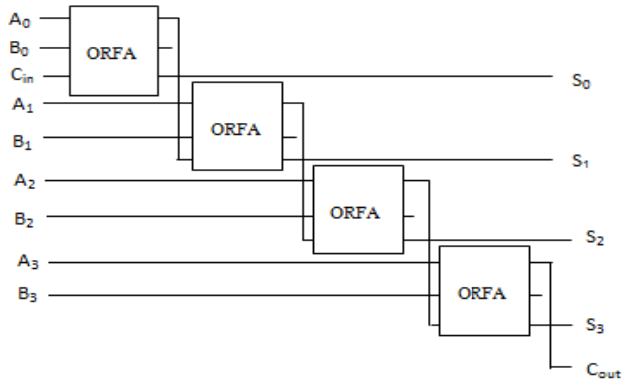 A₀
B₀
ORFA
Cᵢₙ
S₀
A₁
ORFA
B₁
S₁
A₂
ORFA
B₂
S₂
A₃
ORFA
B₃
S₃
Cₒᵤₜ